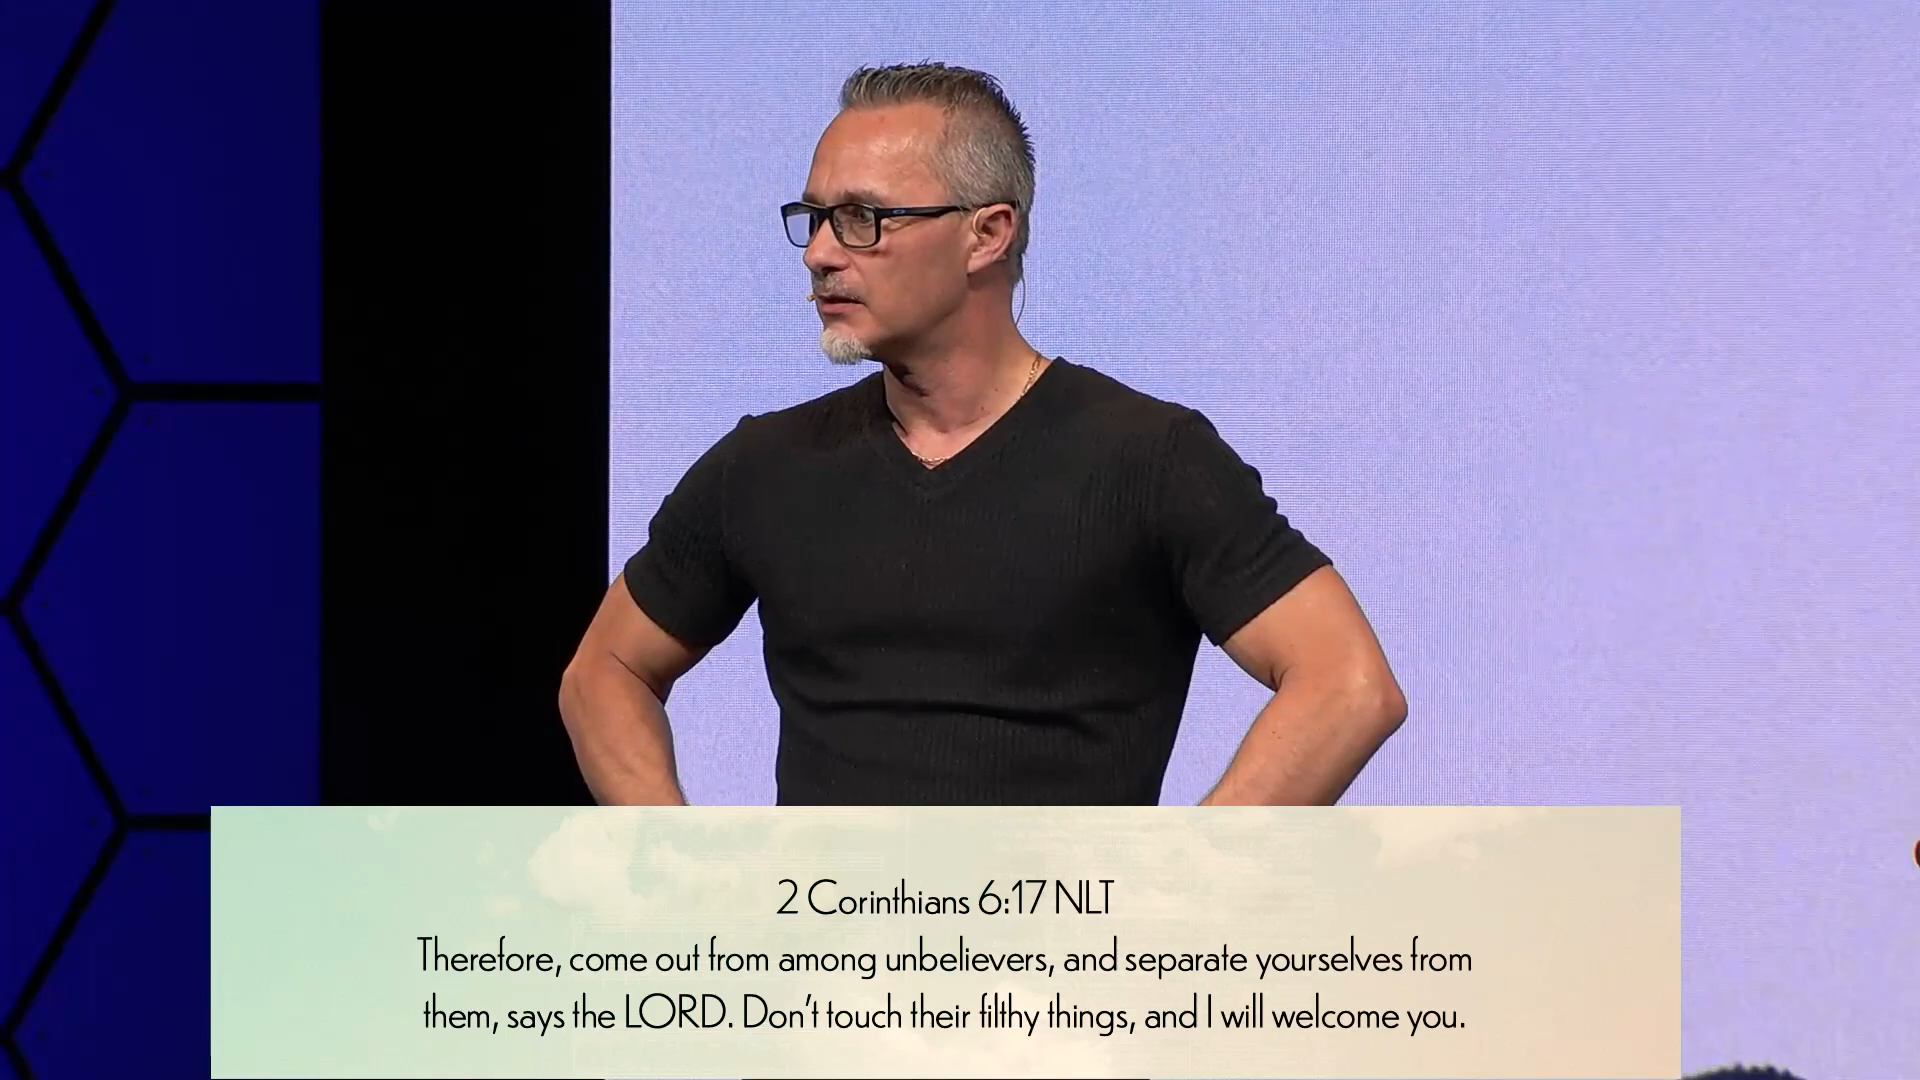 2 Corinthians 6:17 NLT
Therefore, come out from among unbelievers, and separate yourselves from
them, says the LORD. Don't touch their filthy things, and I will welcome you.